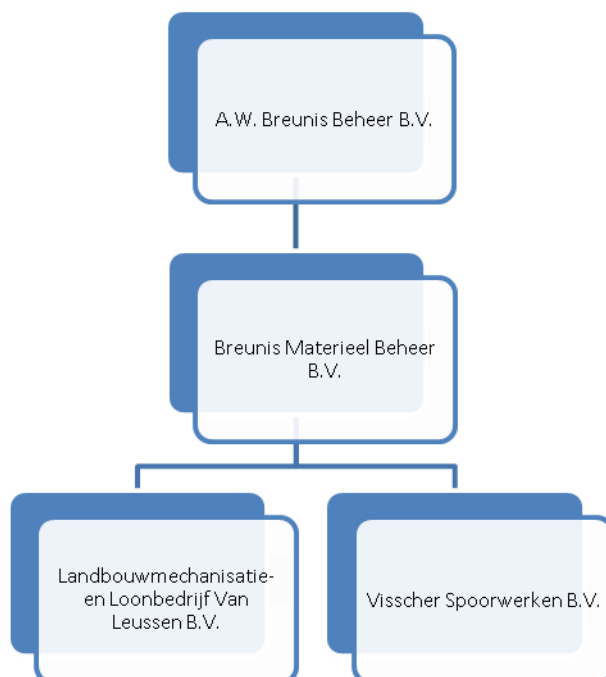 A.W. Breunis Beheer B.V.
Breunis Materieel Beheer
B.V.
Landbouwmechanisatie-
en Loonbedrijf Van
Leussen B.V.
Visscher Spoorwerken B.V.